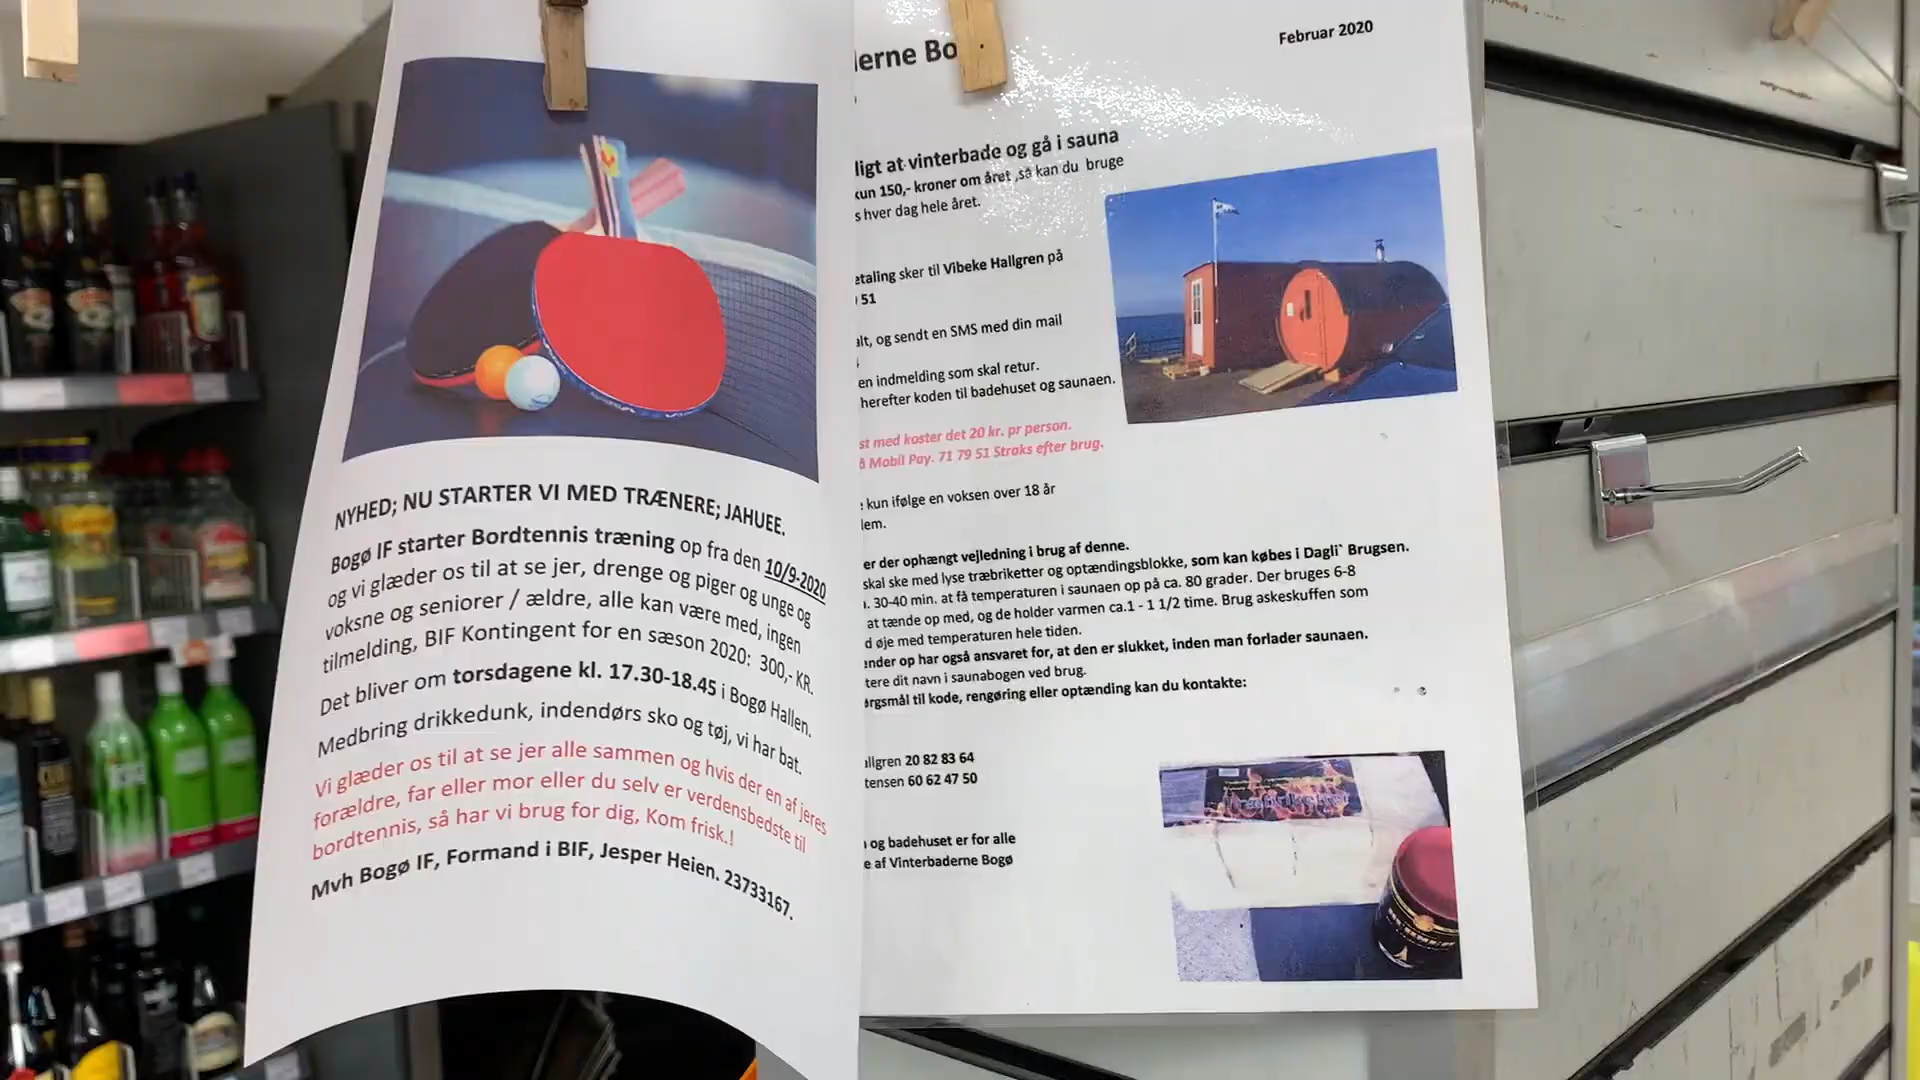 NYHED; NU STARTER VI MED TRÆNERE; JAHUEE.
Bogø IF starter Bordtennis træning op fra den 10/9-2020
og vi glæder os til at se jer, drenge og piger og unge og
voksne og seniorer / ældre, alle kan være med, ingen
tilmelding, BIF Kontingent for en sæson 2020: 300,- KR.
Det bliver om torsdagene kl. 17.30-18.45 i Bogø Hallen.
Medbring drikkedunk, indendørs sko og tøj, vi har bat.
Vi glæder os til at se jer alle sammen og hvis der en af jeres
forældre, far eller mor eller du selv er verdensbedste til
bordtennis, så har vi brug for dig, Kom frisk.!
Mvh Bogø IF, Formand i BIF, Jesper Heien. 23733167.
Februar 2020
erne Bo
ligt at vinterbade og gå i sauna
kun 150,- kroner om året ,så kan du bruge
s hver dag hele året.
etaling sker til Vibeke Hallgren på
51
alt, og sendt en SMS med din mail
en indmelding som skal retur.
herefter koden til badehuset og saunaen.
st med koster det 20 kr. pr person.
å Mobil Pay. 71 79 51 Straks efter brug.
kun ifølge en voksen over 18 år
lem.
er der ophængt vejledning i brug af denne.
skal ske med lyse træbriketter og optændingsblokke, som kan købes i Dagli` Brugsen.
. 30-40 min. at få temperaturen i saunaen op på ca. 80 grader. Der bruges 6-8
at tænde op med, og de holder varmen ca.1 - 1 1/2 time. Brug askeskuffen som
d øje med temperaturen hele tiden.
ænder op har også ansvaret for, at den er slukket, inden man forlader saunaen.
tere dit navn i saunabogen ved brug.
ørgsmål til kode, rengøring eller optænding kan du kontakte:
allgren 20 82 83 64
tensen 60 62 47 50
og badehuset er for alle
e af Vinterbaderne Bogø
Træbriketter